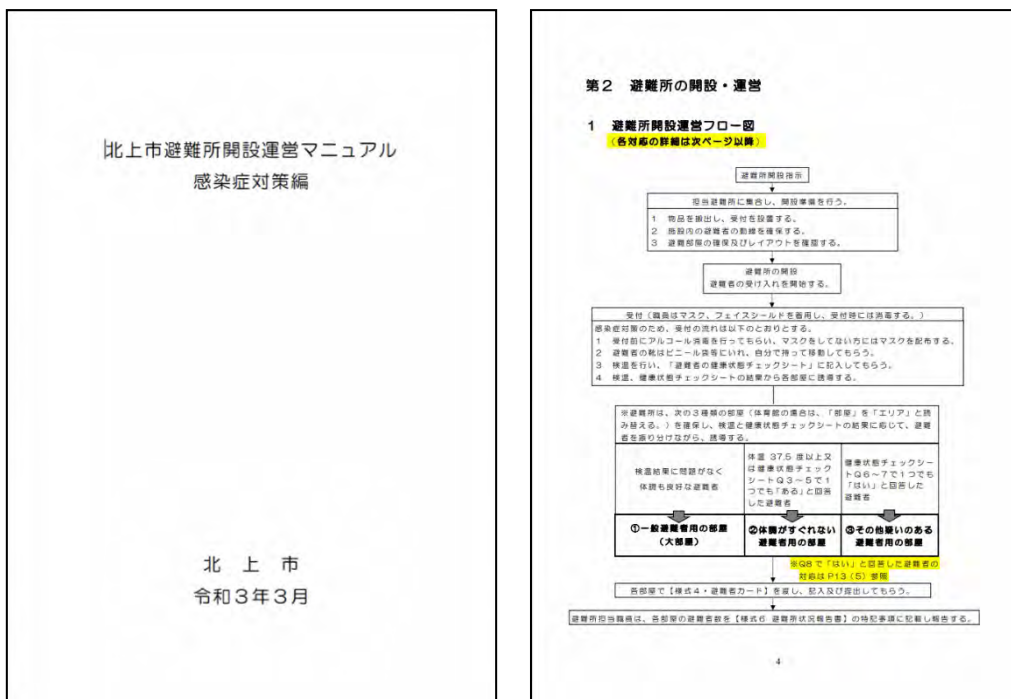 北上市避難所開設運営マニュアル
感染症対策編
北 上 市
令和３年３月
第２ 避難所の開設・運営
１ 避難所開設運営フロー図
（各対応の詳細は次ページ以降）
避難所開設指示
担当避難所に集合し、開設準備を行う。
１ 物品を搬出し、受付を設置する。
２ 施設内の避難者の動線を確保する。
３ 避難部屋の確保及びレイアウトを確認する。
避難所の開設
避難者の受け入れを開始する。
受付（職員はマスク、フェイスシールドを着用し、受付時には消毒する。）
感染症対策のため、受付の流れは以下のとおりとする。
１ 受付前にアルコール消毒を行ってもらい、マスクをしてない方にはマスクを配布する。
２ 避難者の靴はビニール袋等にいれ、自分で持って移動してもらう。
３ 検温を行い、「避難者の健康状態チェックシート」に記入してもらう。
４ 検温、健康状態チェックシートの結果から各部屋に誘導する。
※避難所は、次の３種類の部屋（体育館の場合は、「部屋」を「エリア」と読
み替える。）を確保し、検温と健康状態チェックシートの結果に応じて、避難
者を振り分けながら、誘導する。
検温結果に問題がなく
体調も良好な避難者
体温 37.5 度以上又
は健康状態チェック
シートＱ３～５で１
つでも「ある」と回答
した避難者
健康状態チェックシー
トＱ６～７で１つでも
「はい」と回答した
避難者
①一般避難者用の部屋
（大部屋）
②体調がすぐれない
避難者用の部屋
③その他疑いのある
避難者用の部屋
※Ｑ８で「はい」と回答した避難者の
対応はＰ13（５）参照
各部屋で【様式４・避難者カード】を渡し、記入及び提出してもらう。
避難所担当職員は、各部屋の避難者数を【様式６ 避難所状況報告書】の特記事項に記載し報告する。
4